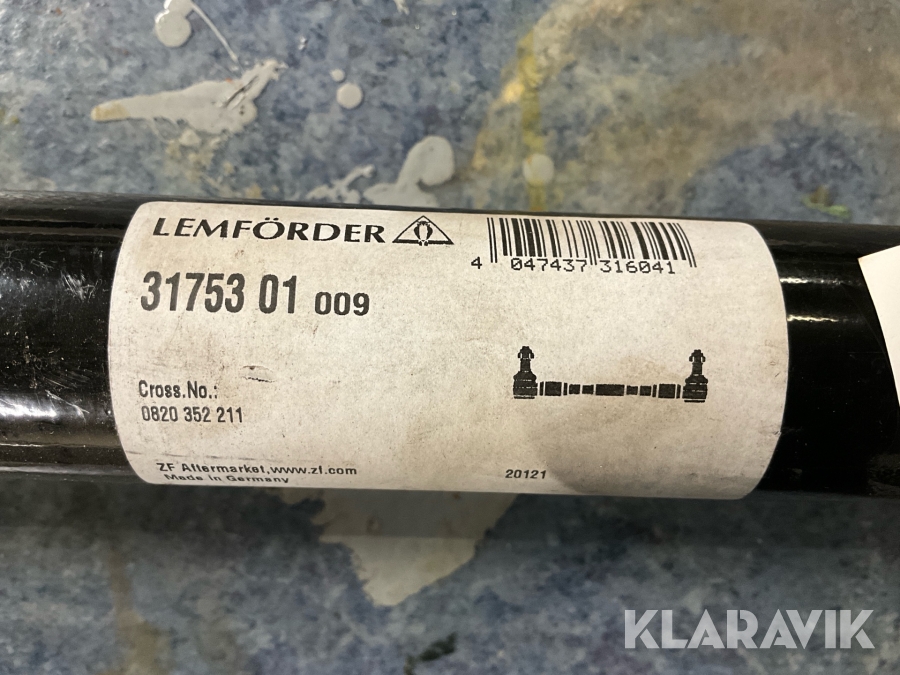 LEMFÖRDER
4 047437 316041
31753 01 009
Cross.No.:
0820 352 211
ZF Aftermarket,www.zf.com
Made in Germany
20121
KLARAVIK